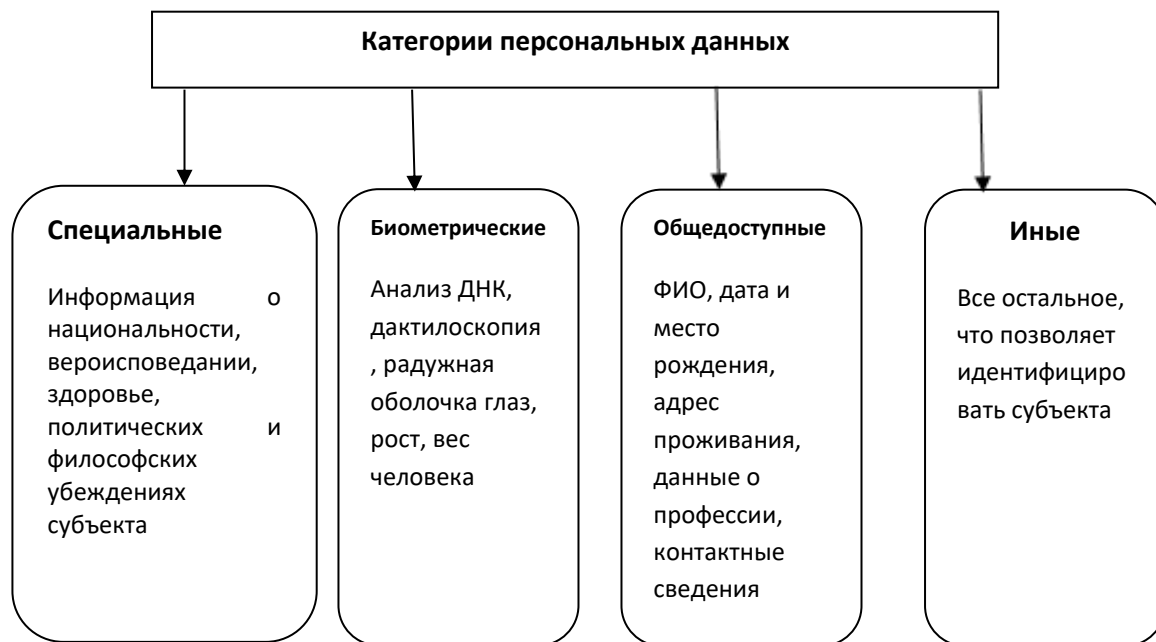 Категории персональных данных
Специальные
Информация о
национальности,
вероисповедании,
здоровье,
политических и
философских
убеждениях
субъекта
Биометрические
Анализ ДНК,
дактилоскопия
, радужная
оболочка глаз,
рост, вес
человека
Общедоступные
ФИО, дата и
место
рождения,
адрес
проживания,
данные о
профессии,
контактные
сведения
Иные
Все остальное,
что позволяет
идентифициро
вать субъекта